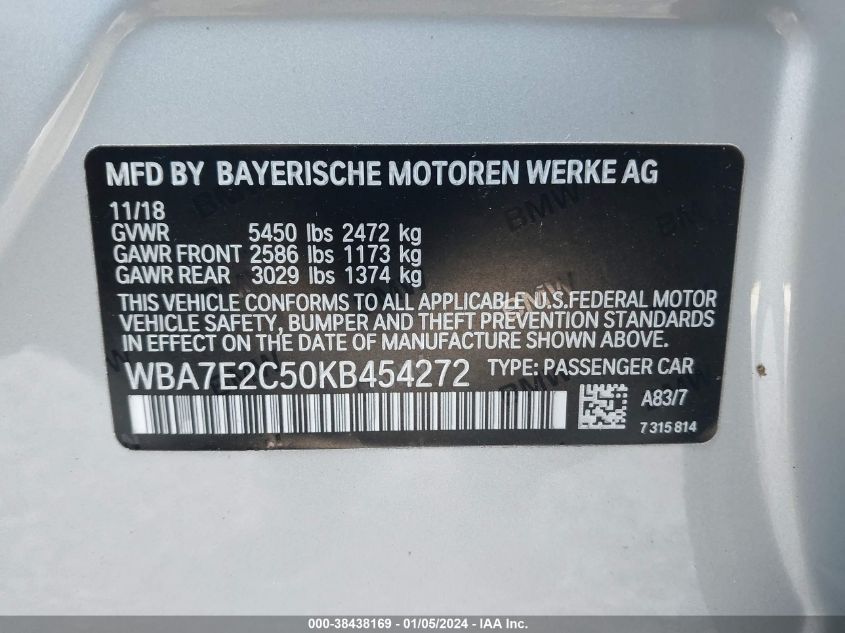 MFD BY BAYERISCHE MOTOREN WERKE AG
11/18
GVWR 5450 lbs 2472 kg
GAWR FRONT 2586 lbs 1173 kg
GAWR REAR 3029 lbs 1374 kg
THIS VEHICLE CONFORMS TO ALL APPLICABLE U.S.FEDERAL MOTOR
VEHICLE SAFETY, BUMPER AND THEFT PREVENTION STANDARDS
IN EFFECT ON THE DATE OF MANUFACTURE SHOWN ABOVE.
WBA7E2C50KB454272 TYPE: PASSENGER CAR
A83/7
7 315 814
000-38438169 - 01/05/2024 - IAA Inc.